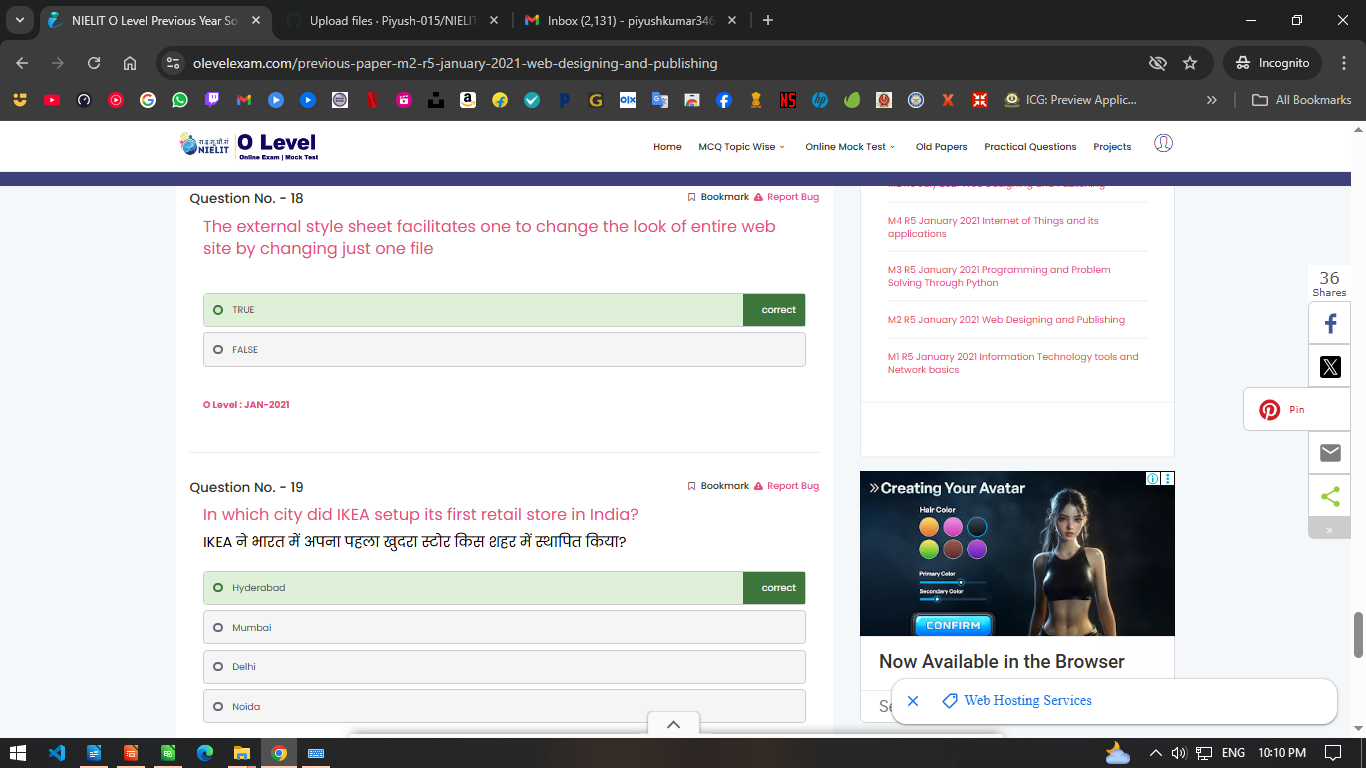 NIELIT O Level Previous Year So
Upload files · Piyush-015/NIELIT
Inbox (2,131) - piyushkumar346
olevelexam.com/previous-paper-m2-r5-january-2021-web-designing-and-publishing
Incognito
ICG: Preview Applic...
All Bookmarks
रा.इ.सू.प्रौ.सं
NIELIT
O Level
Online Exam | Mock Test
Home
MCQ Topic Wise
Online Mock Test
Old Papers
Practical Questions
Projects
Question No. - 18
Bookmark
Report Bug
The external style sheet facilitates one to change the look of entire web
site by changing just one file
TRUE
correct
FALSE
O Level : JAN-2021
Question No. - 19
Bookmark
Report Bug
In which city did IKEA setup its first retail store in India?
IKEA ने भारत में अपना पहला खुदरा स्टोर किस शहर में स्थापित किया?
Hyderabad
correct
Mumbai
Delhi
Noida
M4 R5 January 2021 Internet of Things and its
applications
M3 R5 January 2021 Programming and Problem
Solving Through Python
M2 R5 January 2021 Web Designing and Publishing
M1 R5 January 2021 Information Technology tools and
Network basics
36
Shares
Pin
»Creating Your Avatar
Hair Color
Primary Color
Secondary Color
CONFIRM
Now Available in the Browser
Se
Web Hosting Services
ENG
10:10 PM